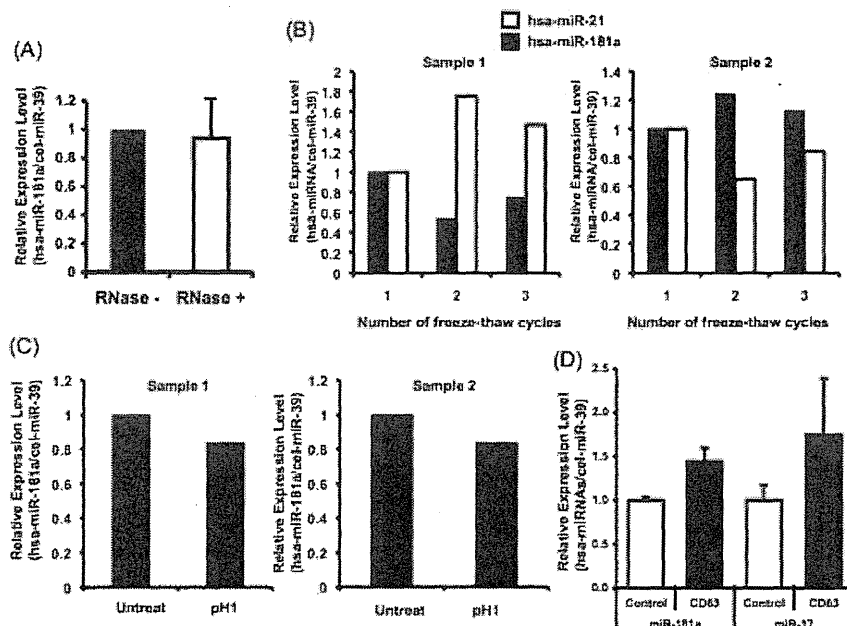 hsa-miR-21
hsa-miR-181a
(A)
Relative Expression Level
(hsa-miR-181a/cel-miR-39)
1.2
1
0.8
0.6
0.4
0.2
0
RNase - RNase +
(B)
Sample 1
Relative Expression Level
(hsa-miRNA/cel-miR-39)
2
1.8
1.6
1.4
1.2
1
0.8
0.6
0.4
0.2
0
1 2 3
Number of freeze-thaw cycles
Sample 2
Relative Expression Level
(hsa-miRNA/cel-miR-39)
1.4
1.2
1
0.8
0.6
0.4
0.2
0
1 2 3
Number of freeze-thaw cycles
(C)
Sample 1
Relative Expression Level
(hsa-miR-181a/cel-miR-39)
1.2
1
0.8
0.6
0.4
0.2
0
Untreat pH1
Sample 2
Relative Expression Level
(hsa-miR-181a/cel-miR-39)
1.2
1
0.8
0.6
0.4
0.2
0
Untreat pH1
(D)
Relative Expression Level
(hsa-miRNAs/cel-miR-39)
2.5
2.0
1.5
1.0
0.5
0.0
Control CD63 Control CD63
miR-181a